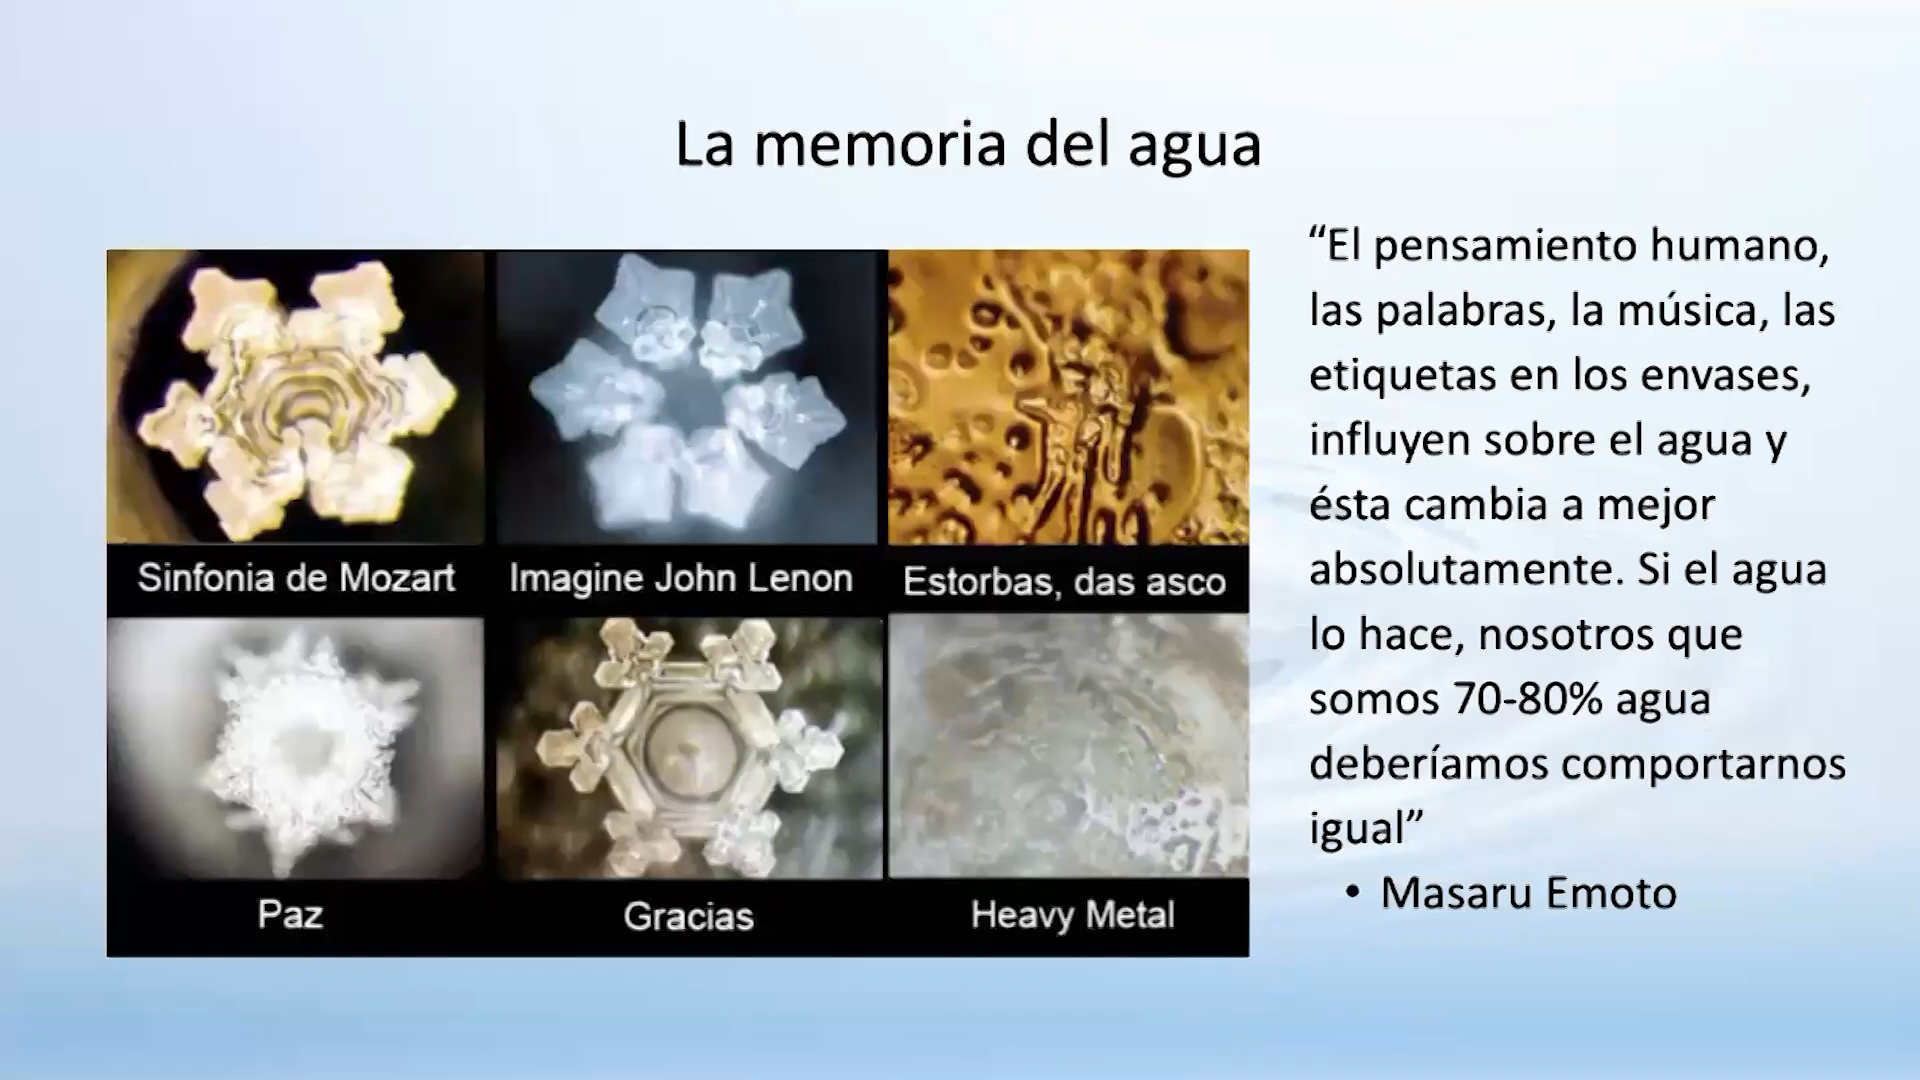 La memoria del agua
Sinfonia de Mozart
Imagine John Lenon
Estorbas, das asco
Paz
Gracias
Heavy Metal
“El pensamiento humano,
las palabras, la música, las
etiquetas en los envases,
influyen sobre el agua y
ésta cambia a mejor
absolutamente. Si el agua
lo hace, nosotros que
somos 70-80% agua
deberíamos comportarnos
igual”
• Masaru Emoto